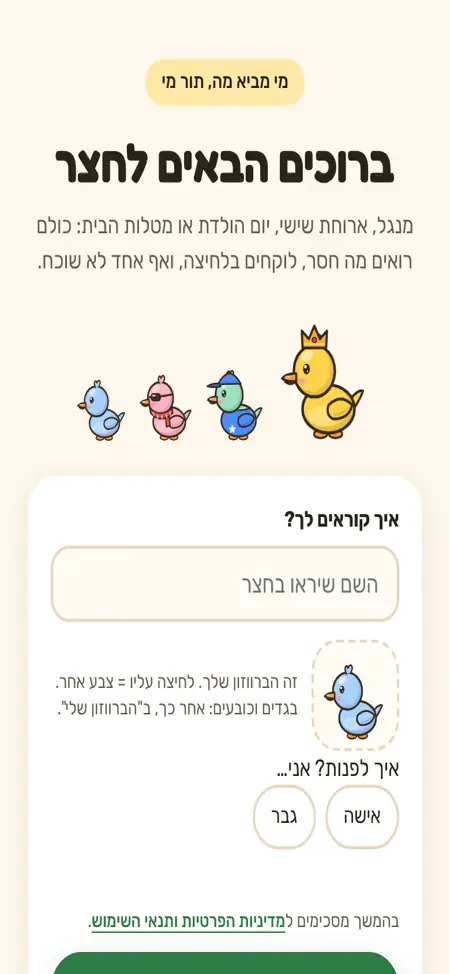 מי מביא מה, תור מי
ברוכים הבאים לחצר
מנגל, ארוחת שישי, יום הולדת או מטלות הבית: כולם
רואים מה חסר, לוקחים בלחיצה, ואף אחד לא שוכח.
איך קוראים לך?
השם שיראו בחצר
זה הברווזון שלך. לחיצה עליו = צבע אחר.
בגדים וכובעים: אחר כך, ב"הברווזון שלי".
איך לפנות? אני...
אישה
גבר
בהמשך מסכימים למדיניות הפרטיות ותנאי השימוש.